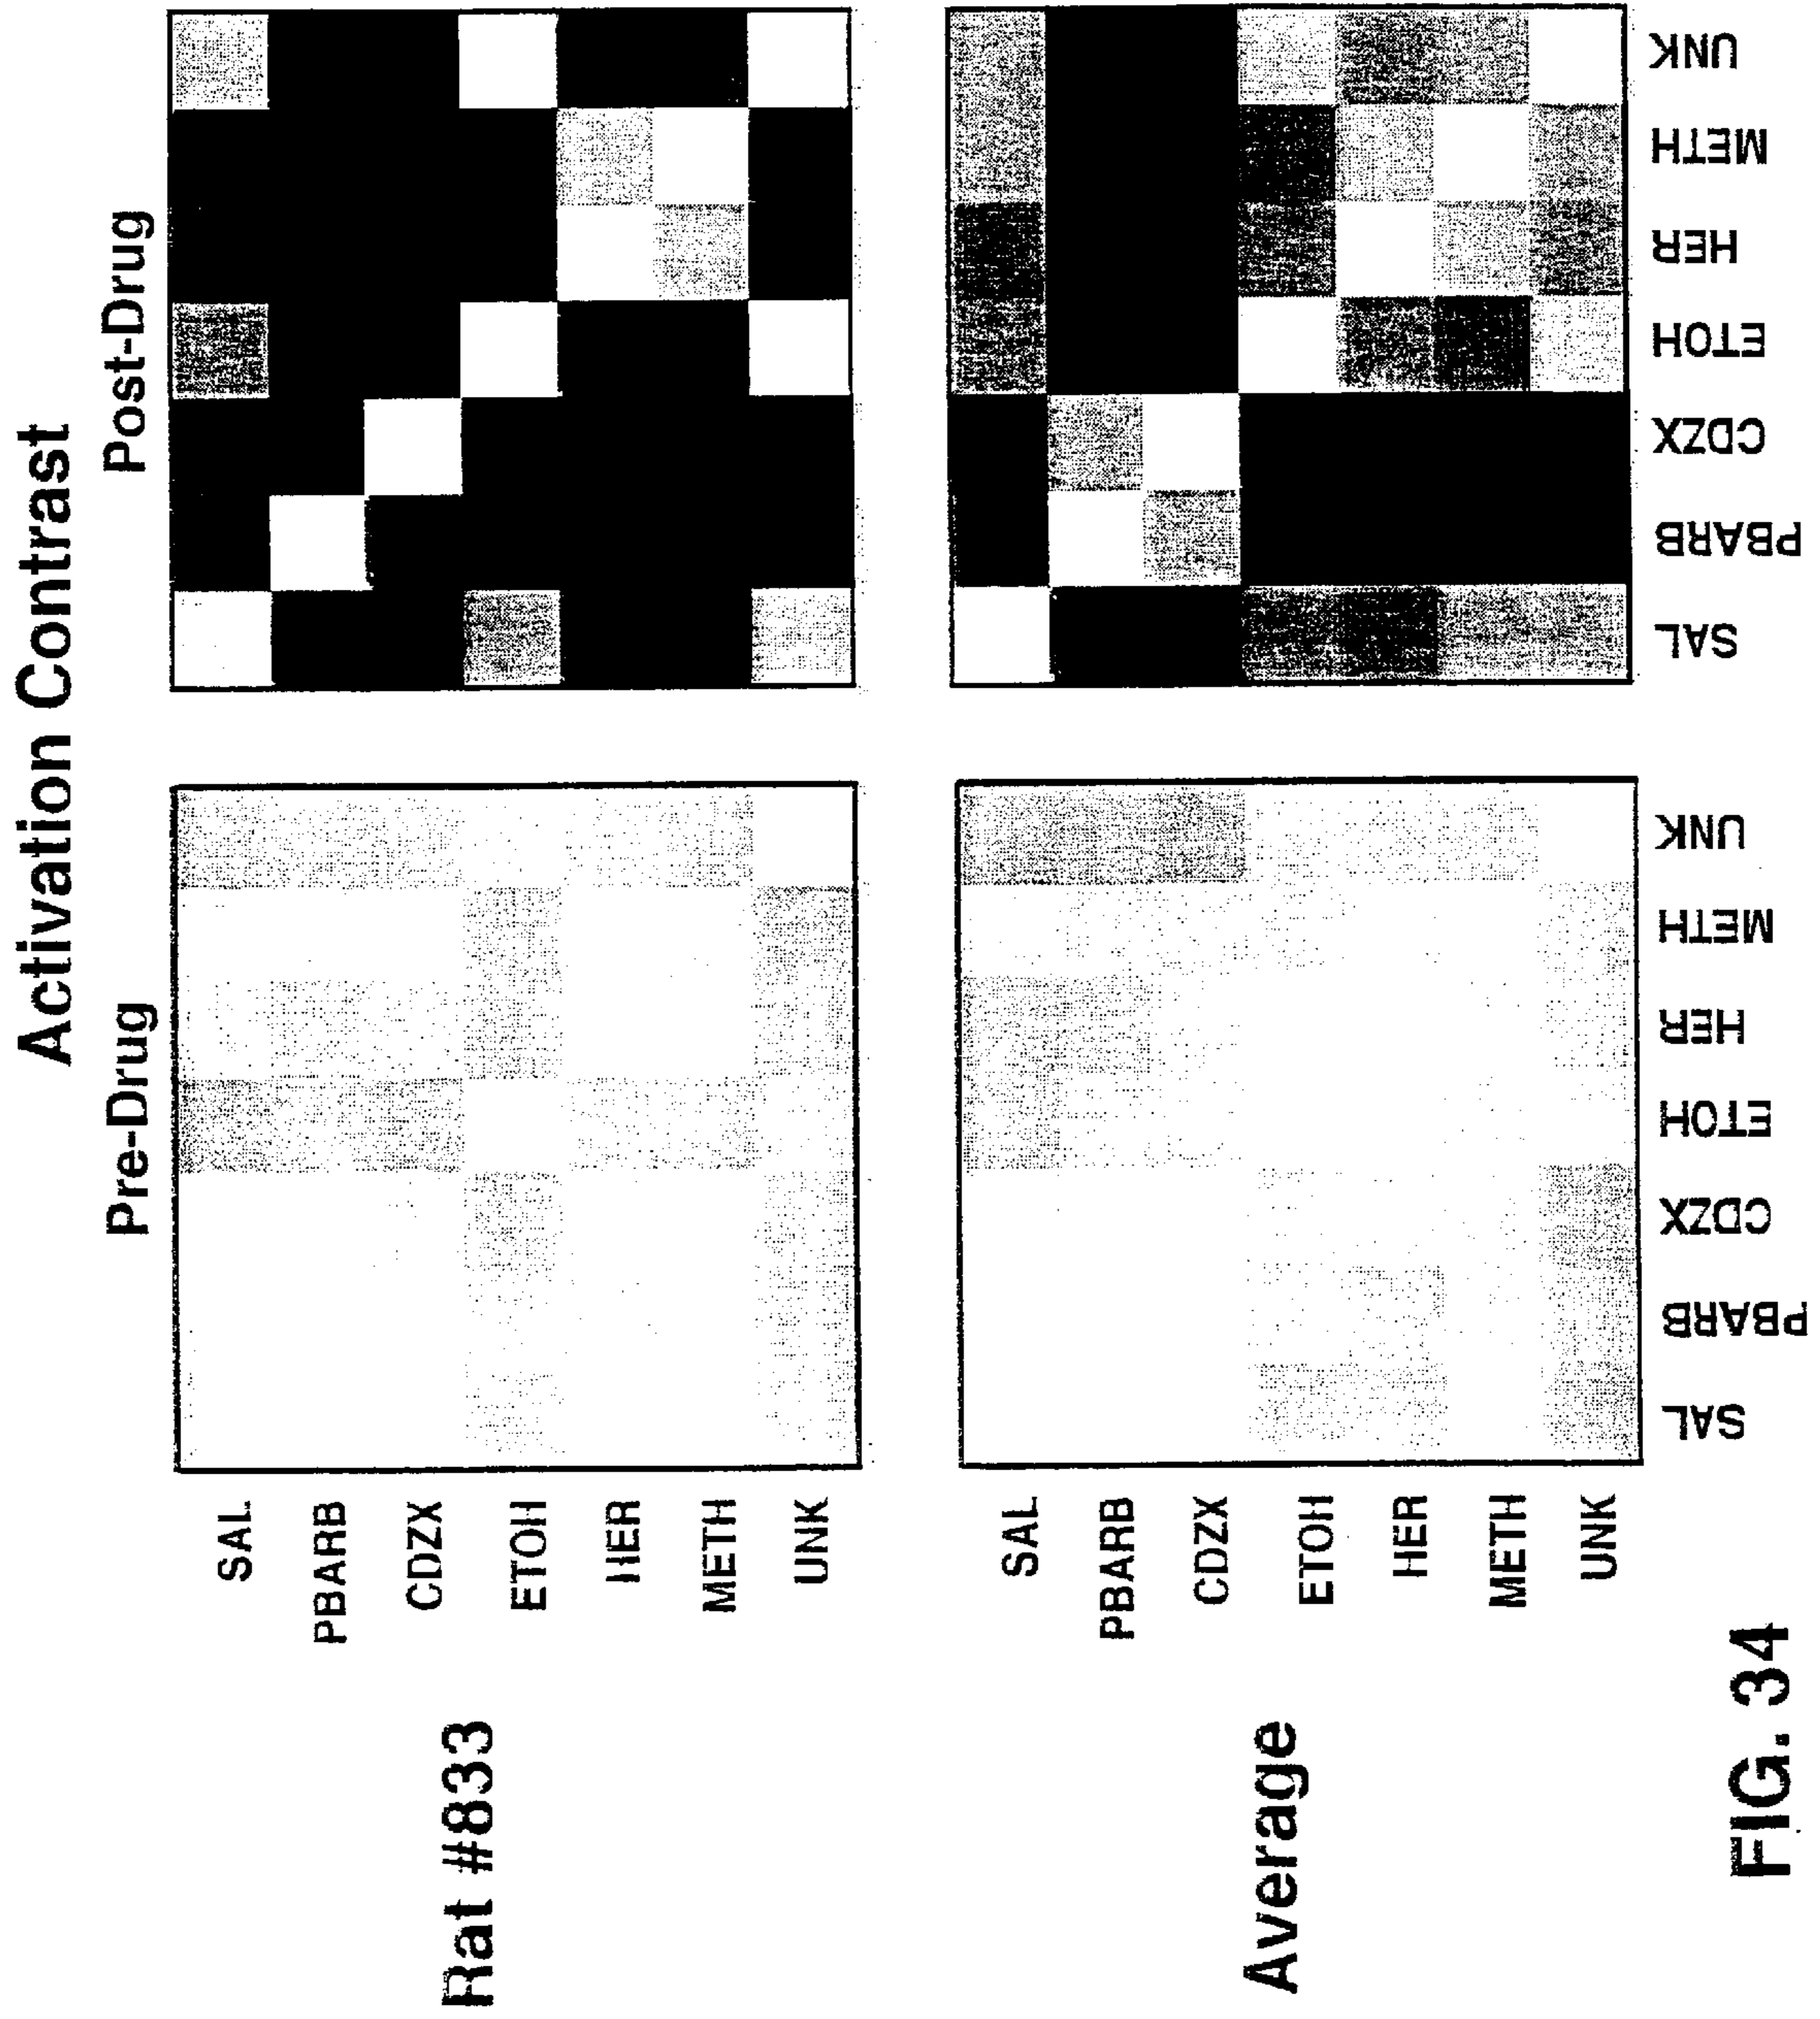 Activation Contrast
Pre-Drug
Post-Drug
Rat #833
SAL
PBARB
CDZX
ETOH
HER
METH
UNK
Average
SAL
PBARB
CDZX
ETOH
HER
METH
UNK
SAL
PBARB
CDZX
ETOH
HER
METH
UNK
SAL
PBARB
CDZX
ETOH
HER
METH
UNK
FIG. 34